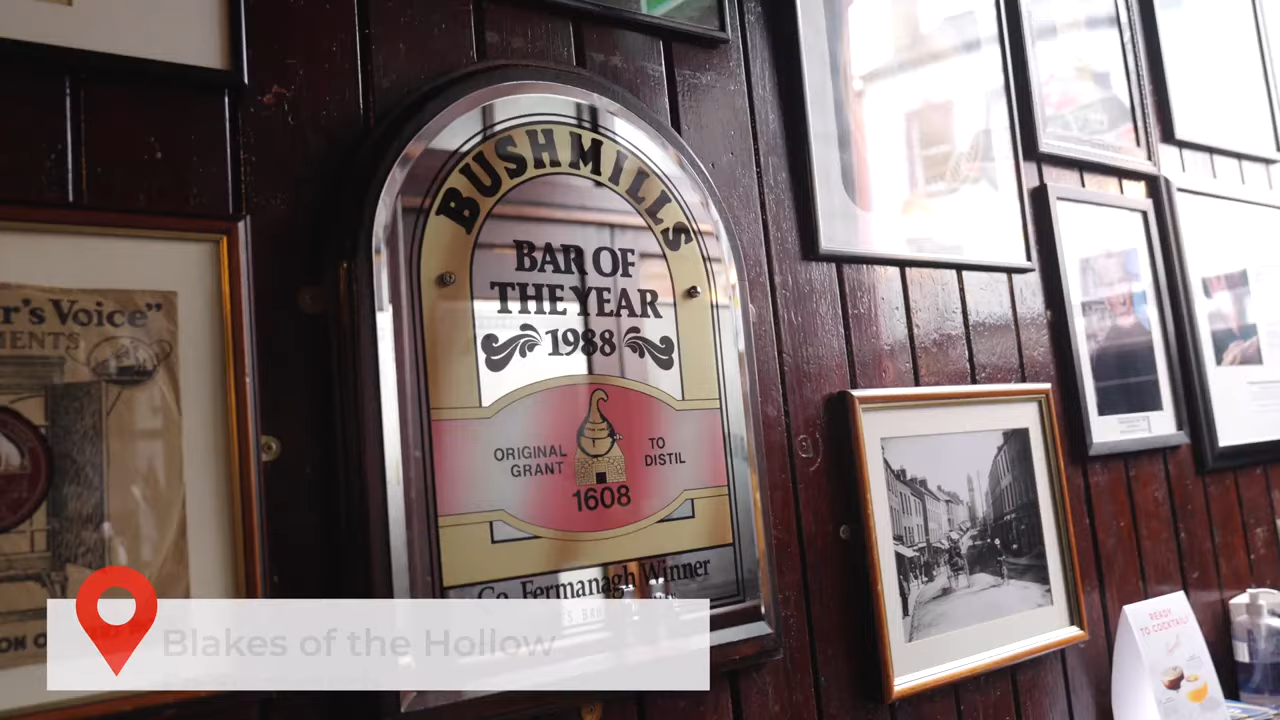 r's Voice"
MENTS
BUSHMILLS
BAR OF
THE YEAR
1988
ORIGINAL
GRANT
TO
DISTIL
1608
Co. Fermanagh Winner
Blakes of the Hollow
READY
TO COCKTAILS